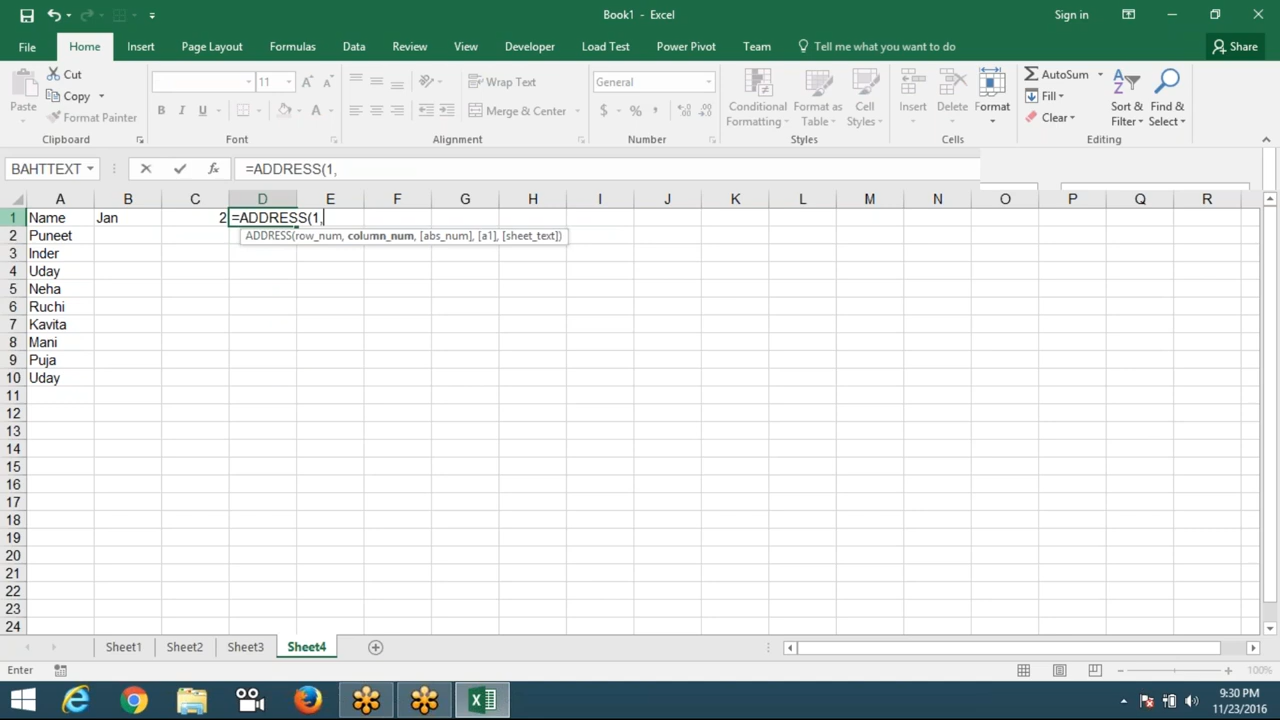 Book1 - Excel
Sign in
File
Home
Insert
Page Layout
Formulas
Data
Review
View
Developer
Load Test
Power Pivot
Team
Tell me what you want to do
Share
Paste
Cut
Copy
Format Painter
Clipboard
11
Font
Wrap Text
Merge & Center
Alignment
General
Number
Conditional Formatting
Format as Table
Cell Styles
Styles
Insert
Delete
Format
Cells
AutoSum
Fill
Clear
Sort & Filter
Find & Select
Editing
BAHTTEXT
=ADDRESS(1,
A B C D E F G H I J K L M N O P Q R
1 Name Jan 2 =ADDRESS(1,
2 Puneet
ADDRESS(row_num, column_num, [abs_num], [a1], [sheet_text])
3 Inder
4 Uday
5 Neha
6 Ruchi
7 Kavita
8 Mani
9 Puja
10 Uday
11
12
13
14
15
16
17
18
19
20
21
22
23
24
Sheet1 Sheet2 Sheet3 Sheet4
Enter
100%
9:30 PM
11/23/2016